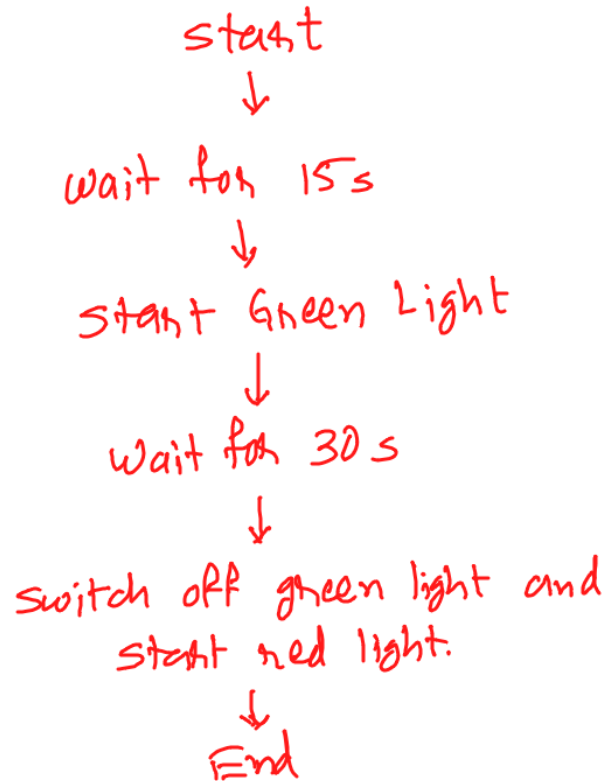 start
↓
wait for 15s
↓
start Green Light
↓
Wait for 30s
↓
switch off green light and
start red light.
↓
End